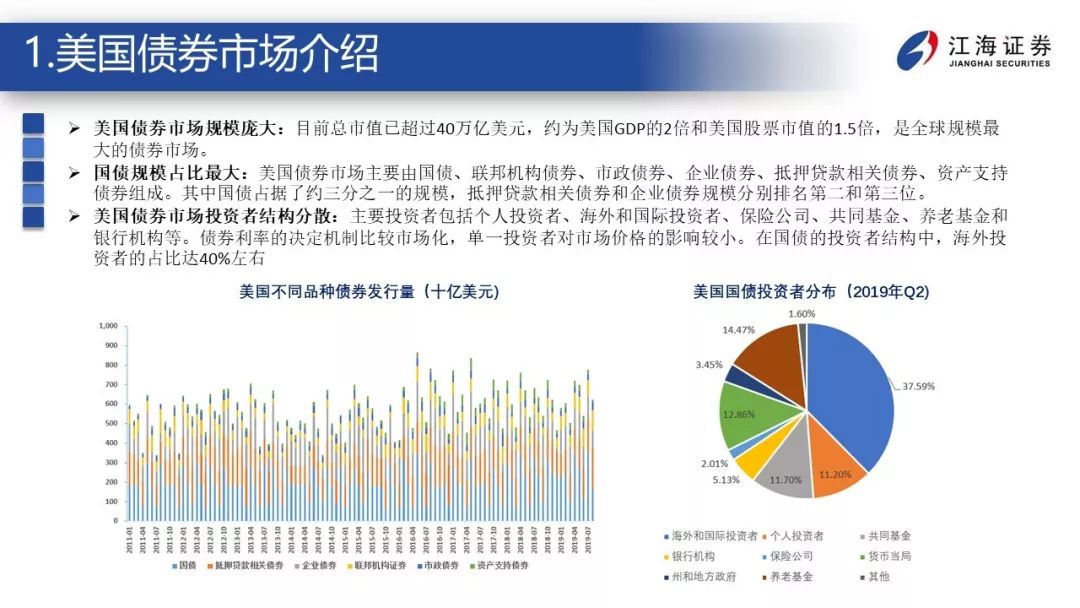 1.美国债券市场介绍
江海证券
JIANGHAI SECURITIES
➢ 美国债券市场规模庞大：目前总市值已超过40万亿美元，约为美国GDP的2倍和美国股票市值的1.5倍，是全球规模最
大的债券市场。
➢ 国债规模占比最大：美国债券市场主要由国债、联邦机构债券、市政债券、企业债券、抵押贷款相关债券、资产支持
债券组成。其中国债占据了约三分之一的规模，抵押贷款相关债券和企业债券规模分别排名第二和第三位。
➢ 美国债券市场投资者结构分散：主要投资者包括个人投资者、海外和国际投资者、保险公司、共同基金、养老基金和
银行机构等。债券利率的决定机制比较市场化，单一投资者对市场价格的影响较小。在国债的投资者结构中，海外投
资者的占比达40%左右
美国不同品种债券发行量（十亿美元)
1,000
900
800
700
600
500
400
300
200
100
0
2011-01 2011-04 2011-07 2011-10 2012-01 2012-04 2012-07 2012-10 2013-01 2013-04 2013-07 2013-10 2014-01 2014-04 2014-07 2014-10 2015-01 2015-04 2015-07 2015-10 2016-01 2016-04 2016-07 2016-10 2017-01 2017-04 2017-07 2017-10 2018-01 2018-04 2018-07 2018-10 2019-01 2019-04 2019-07
国债 抵押贷款相关债券 企业债券 联邦机构证券 市政债券 资产支持债券
美国国债投资者分布（2019年Q2)
1.60%
14.47%
3.45%
37.59%
12.86%
2.01%
5.13%
11.70%
11.20%
海外和国际投资者 个人投资者 共同基金
银行机构 保险公司 货币当局
州和地方政府 养老基金 其他